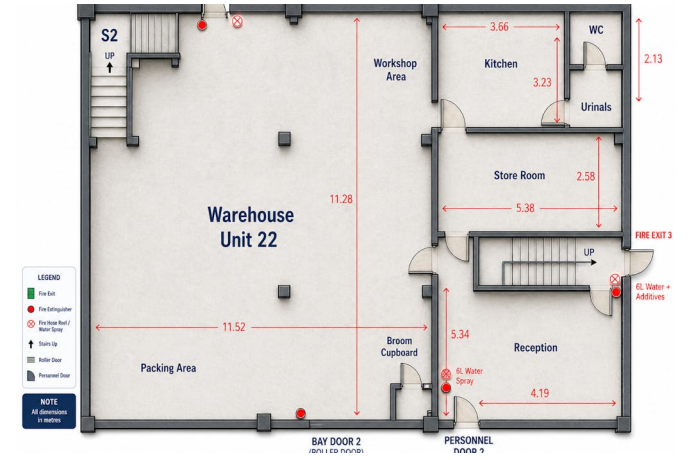 S2
UP
Workshop
Area
3.66
Kitchen
3.23
WC
Urinals
2.13
Store Room
2.58
5.38
11.28
Warehouse
Unit 22
FIRE EXIT 3
UP
6L Water +
Additives
LEGEND
Fire Exit
Fire Extinguisher
Fire Hose Reel /
Water Spray
Stairs Up
Roller Door
Personnel Door
NOTE
All dimensions
in metres
11.52
Packing Area
Broom
Cupboard
5.34
6L Water
Spray
Reception
4.19
BAY DOOR 2
(ROLLER DOOR)
PERSONNEL
DOOR 2